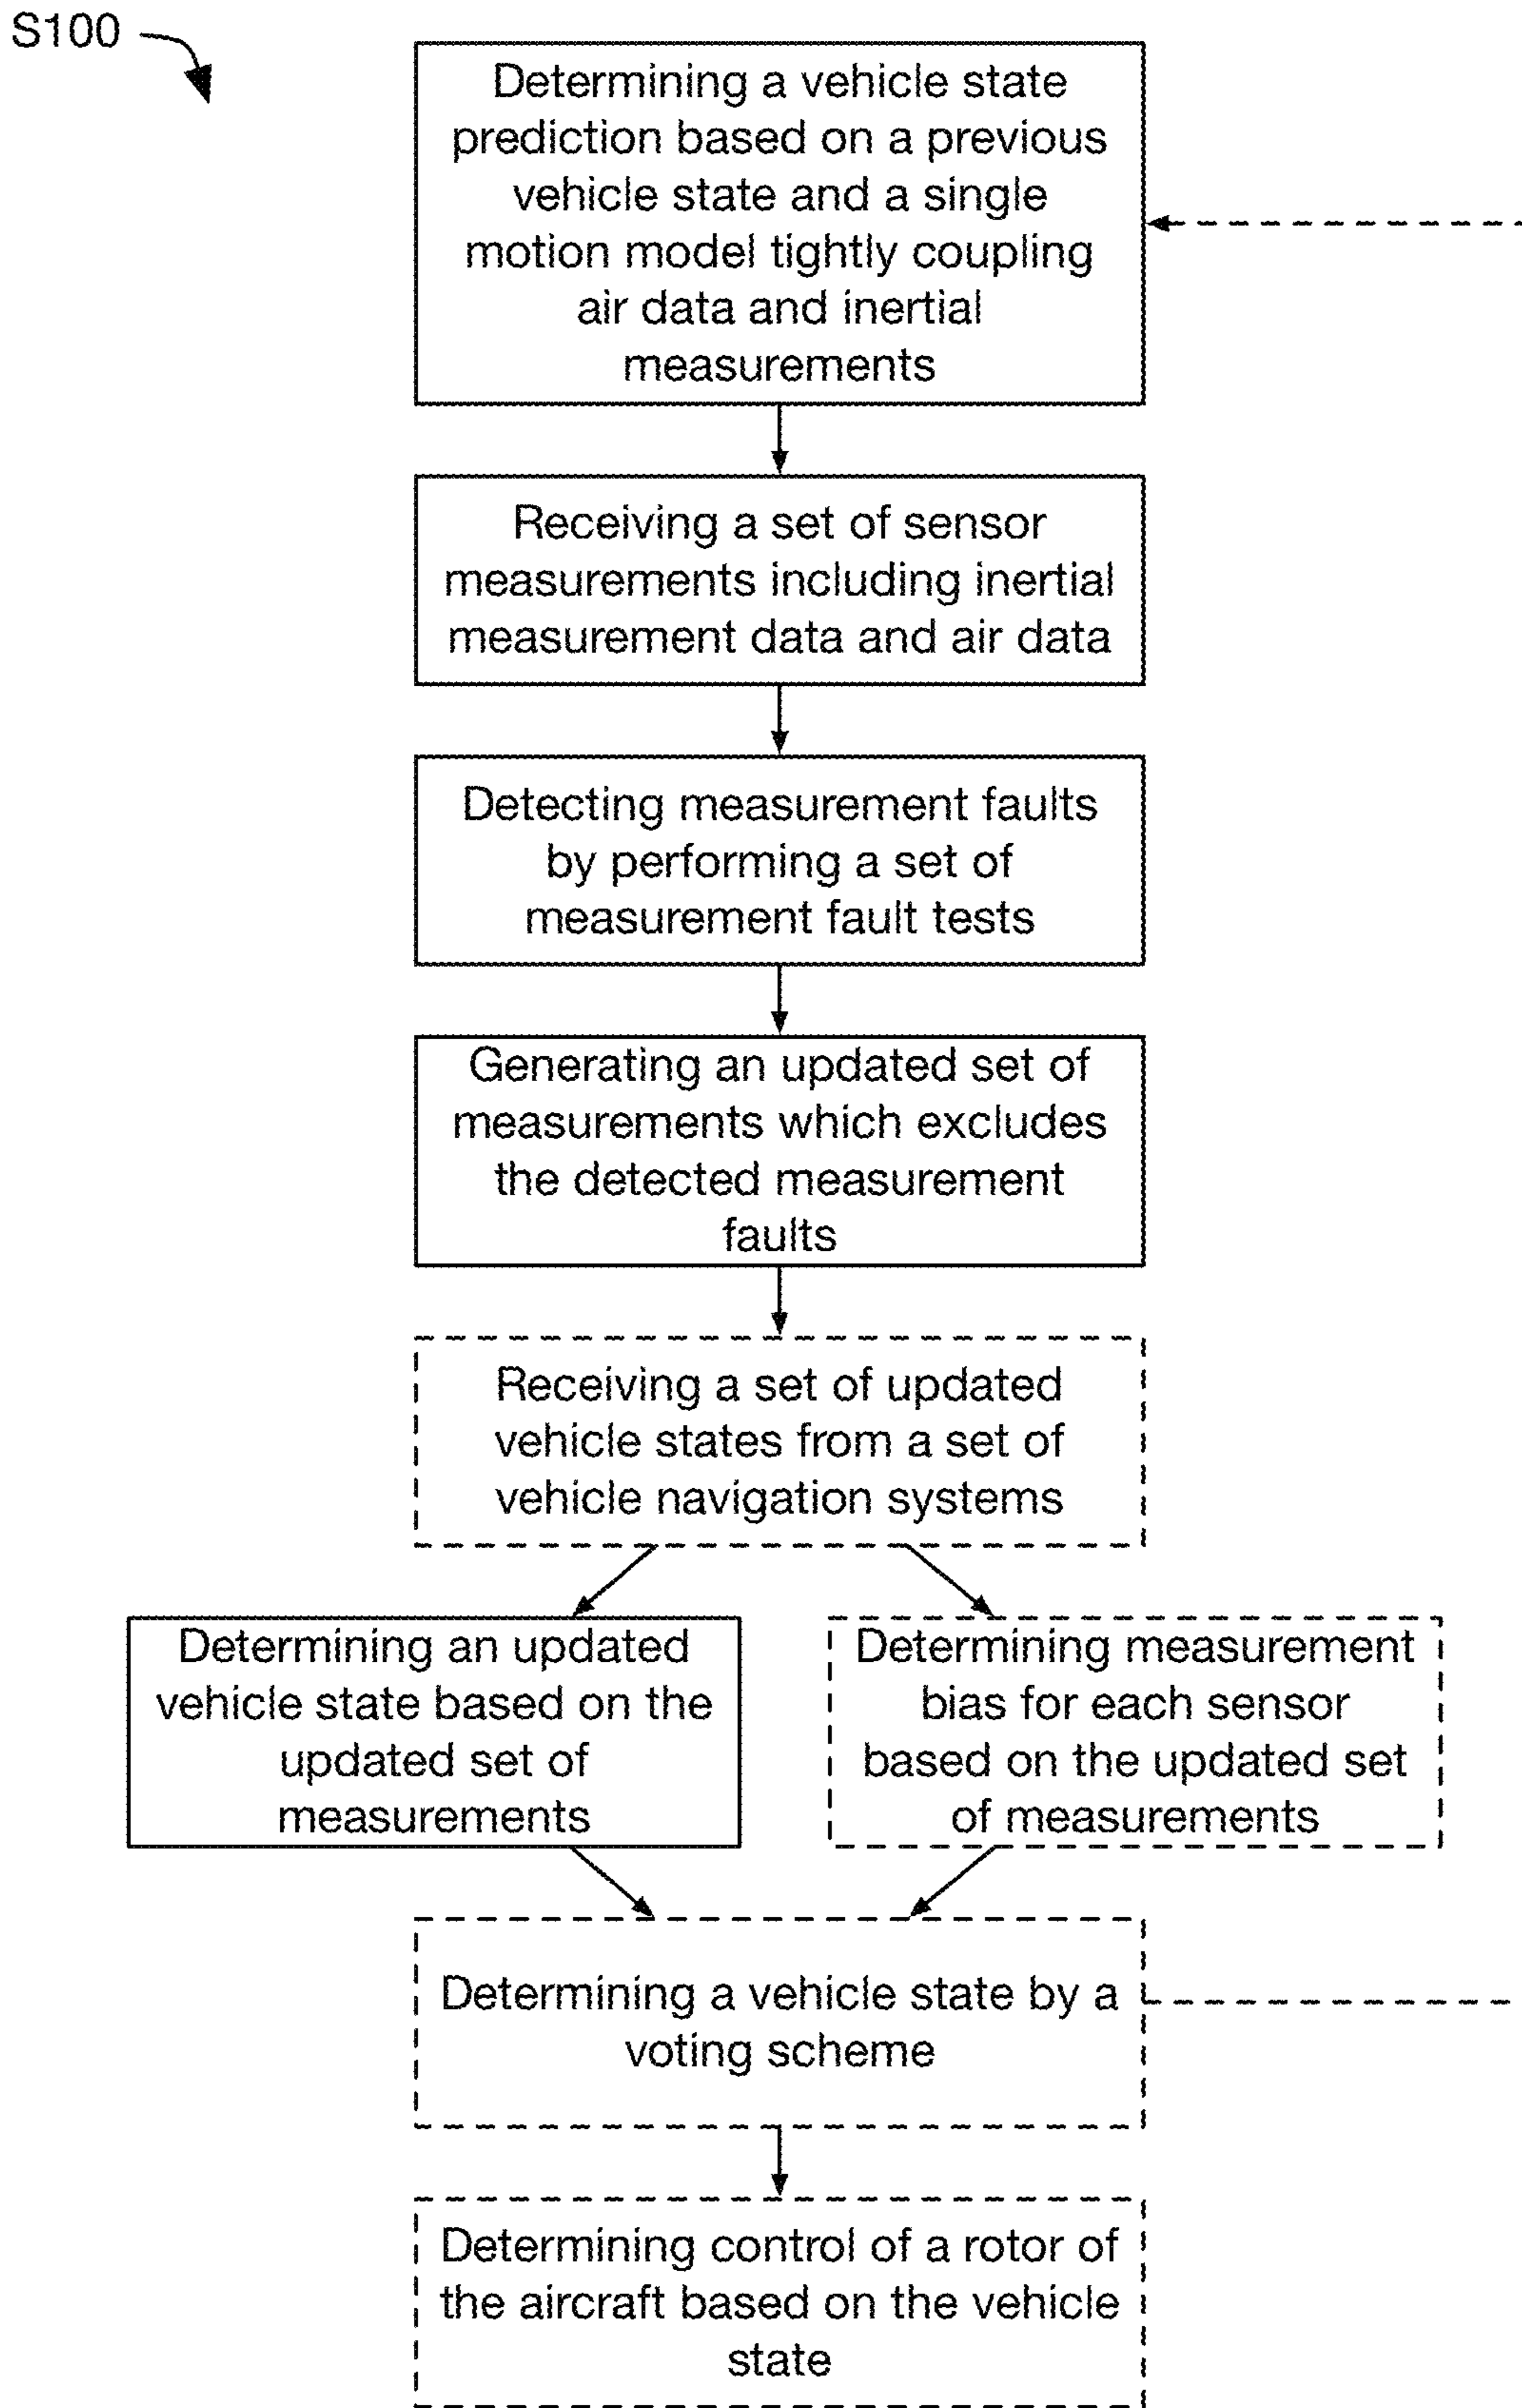 S100
Determining a vehicle state
prediction based on a previous
vehicle state and a single
motion model tightly coupling
air data and inertial
measurements
Receiving a set of sensor
measurements including inertial
measurement data and air data
Detecting measurement faults
by performing a set of
measurement fault tests
Generating an updated set of
measurements which excludes
the detected measurement
faults
Receiving a set of updated
vehicle states from a set of
vehicle navigation systems
Determining an updated
vehicle state based on the
updated set of
measurements
Determining measurement
bias for each sensor
based on the updated set
of measurements
Determining a vehicle state by a
voting scheme
Determining control of a rotor of
the aircraft based on the vehicle
state